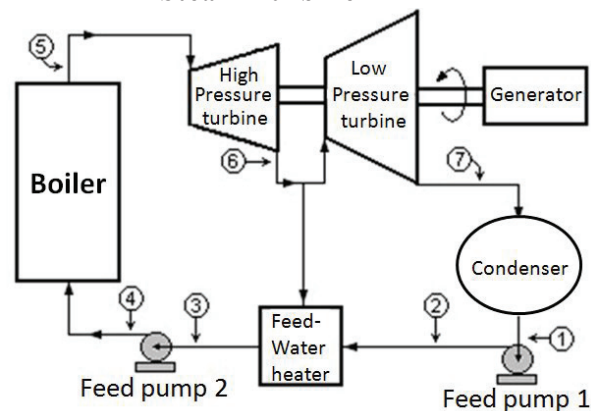 5
High
Pressure
turbine
Low
Pressure
turbine
Generator
6
7
Boiler
Condenser
4
3
2
1
Feed-
Water
heater
Feed pump 2
Feed pump 1